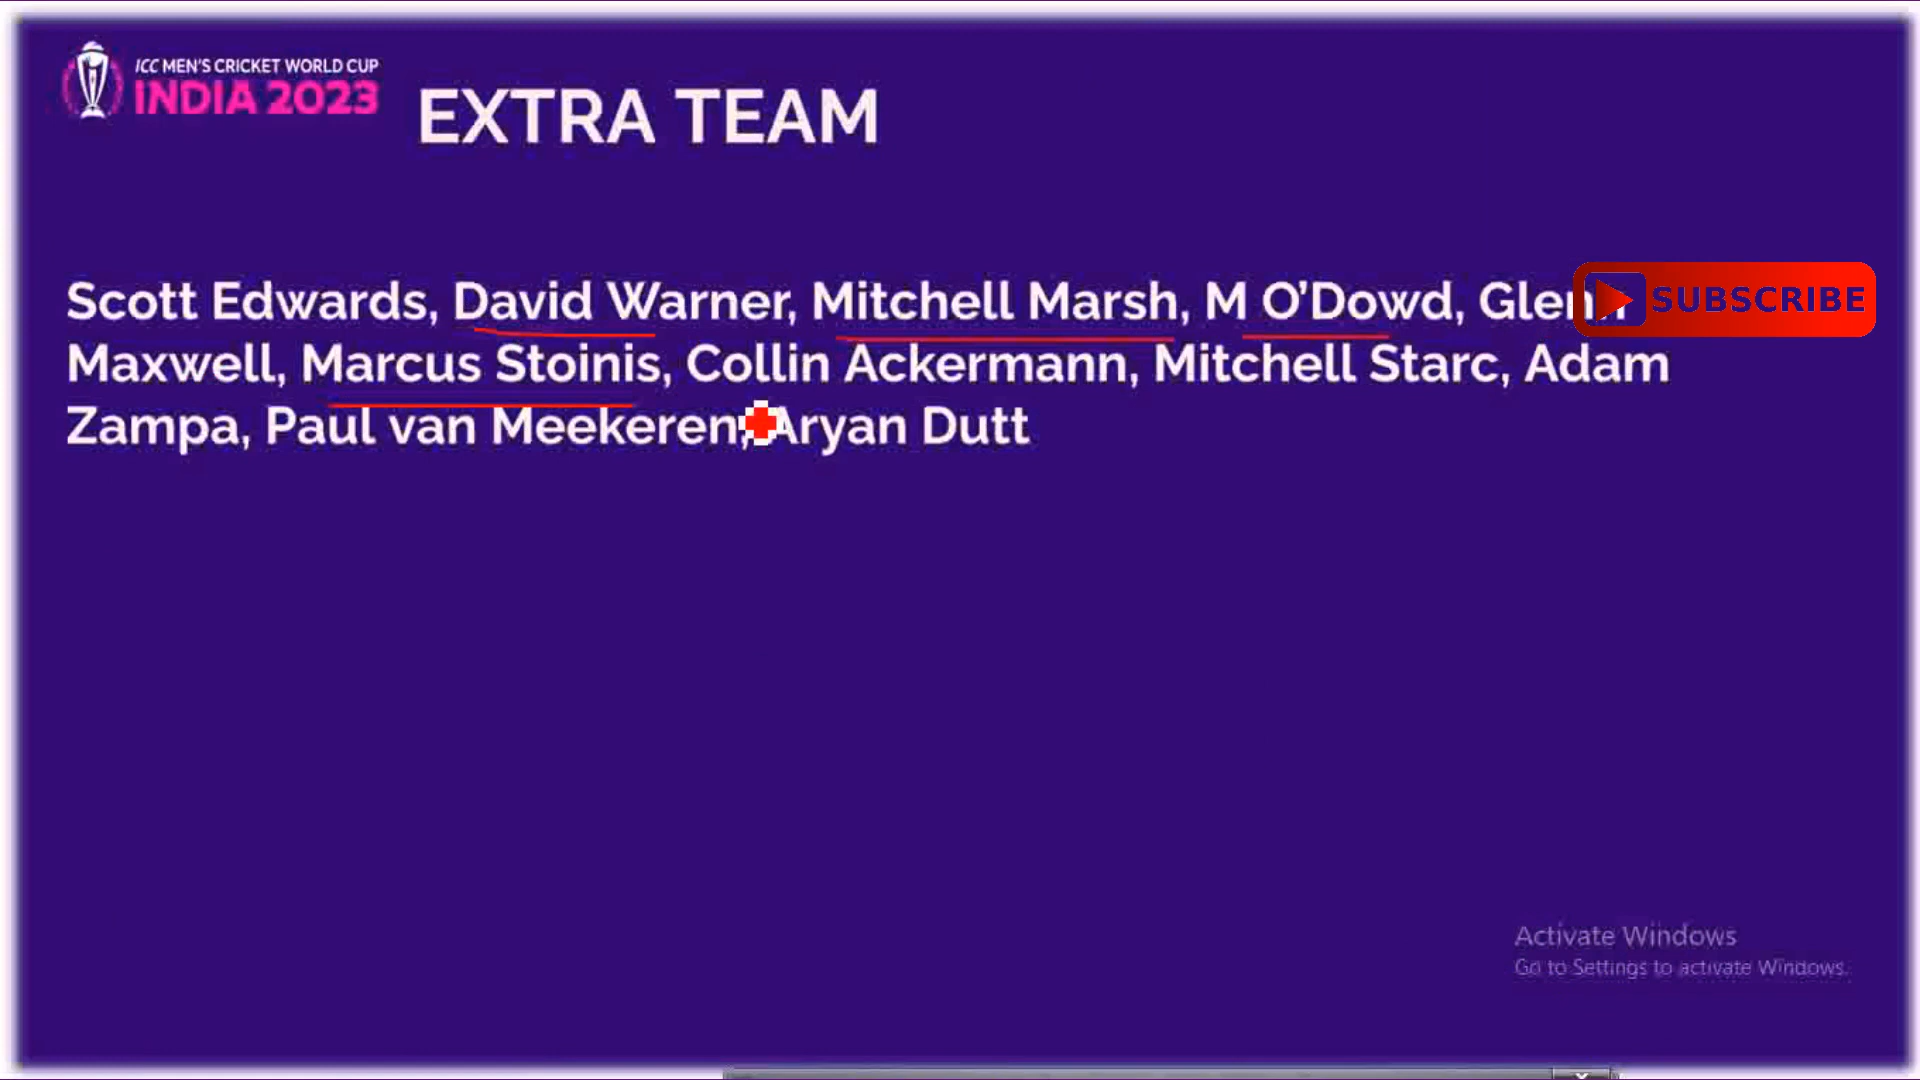 ICC MEN'S CRICKET WORLD CUP
INDIA 2023
EXTRA TEAM
Scott Edwards, David Warner, Mitchell Marsh, M O'Dowd, Glenn
SUBSCRIBE
Maxwell, Marcus Stoinis, Collin Ackermann, Mitchell Starc, Adam
Zampa, Paul van Meekeren, Aryan Dutt
Activate Windows
Go to Settings to activate Windows.